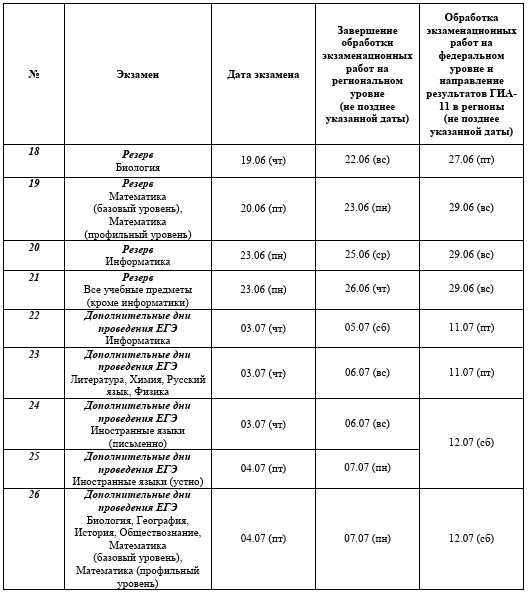 №
Экзамен
Дата экзамена
Завершение
обработки
экзаменационных
работ на
региональном
уровне
(не позднее
указанной даты)
Обработка
экзаменационных
работ на
федеральном
уровне и
направление
результатов ГИА-
11 в регионы
(не позднее
указанной даты)
18
Резерв
Биология
19.06 (чт)
22.06 (вс)
27.06 (пт)
19
Резерв
Математика
(базовый уровень),
Математика
(профильный уровень)
20.06 (пт)
23.06 (пн)
29.06 (вс)
20
Резерв
Информатика
23.06 (пн)
25.06 (ср)
29.06 (вс)
21
Резерв
Все учебные предметы
(кроме информатики)
23.06 (пн)
26.06 (чт)
29.06 (вс)
22
Дополнительные дни
проведения ЕГЭ
Информатика
03.07 (чт)
05.07 (сб)
11.07 (пт)
23
Дополнительные дни
проведения ЕГЭ
Литература, Химия, Русский
язык, Физика
03.07 (чт)
06.07 (вс)
11.07 (пт)
24
Дополнительные дни
проведения ЕГЭ
Иностранные языки
(письменно)
03.07 (чт)
06.07 (вс)
12.07 (сб)
25
Дополнительные дни
проведения ЕГЭ
Иностранные языки (устно)
04.07 (пт)
07.07 (пн)
26
Дополнительные дни
проведения ЕГЭ
Биология, География,
История, Обществознание,
Математика
(базовый уровень),
Математика (профильный
уровень)
04.07 (пт)
07.07 (пн)
12.07 (сб)